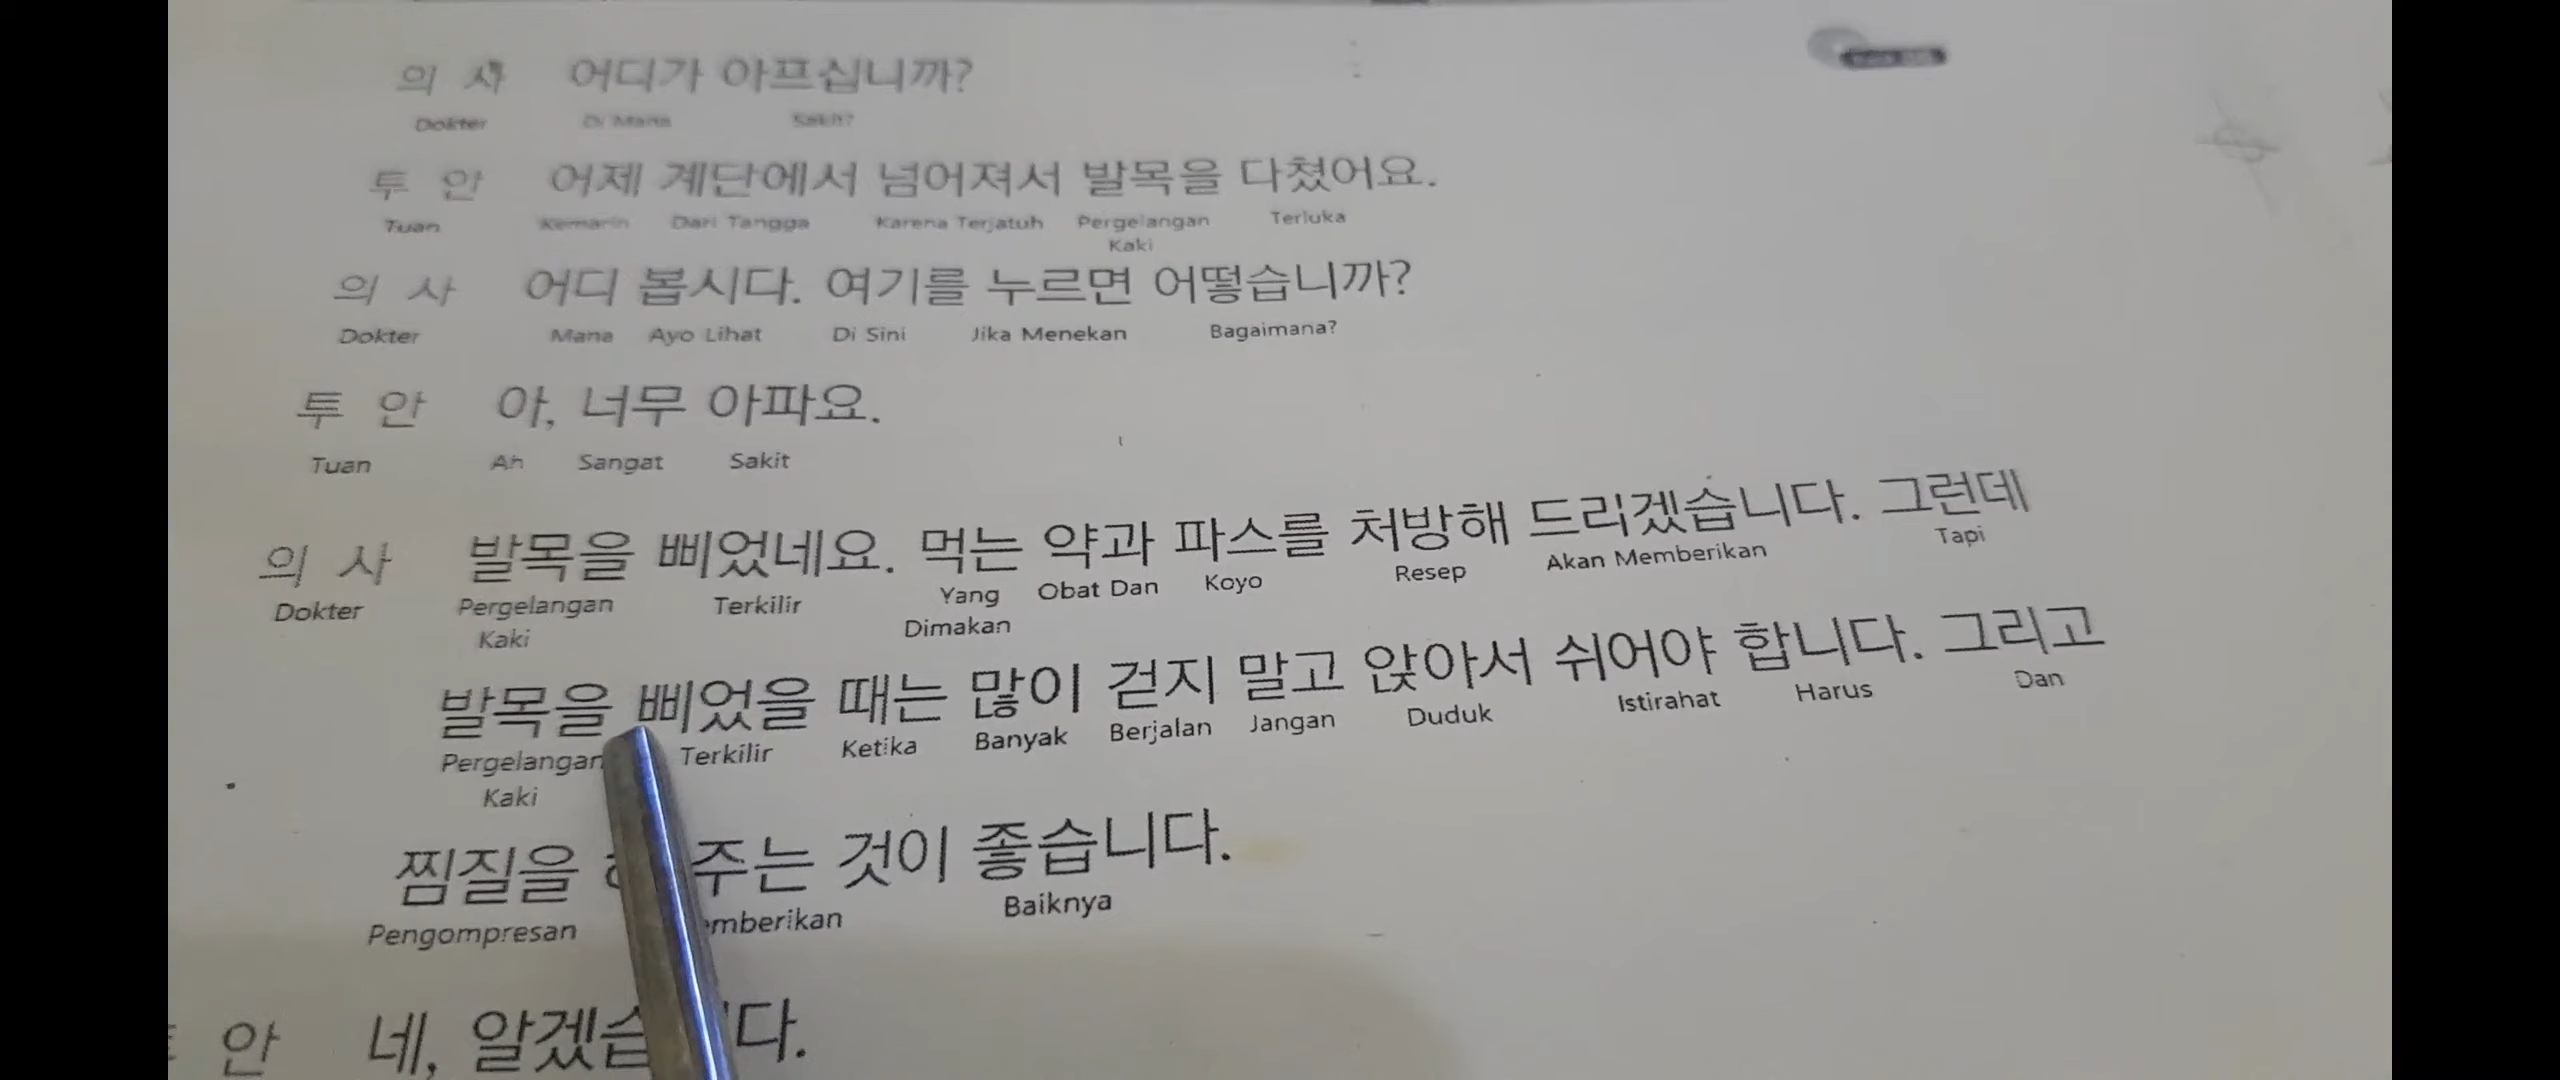 의 사 어디가 아프십니까?
Dokter Di Mana Sakit?
투 안 어제 계단에서 넘어져서 발목을 다쳤어요.
Tuan Kemarin Dari Tangga Karena Terjatuh Pergelangan Kaki Terluka
의 사 어디 봅시다. 여기를 누르면 어떻습니까?
Dokter Mana Ayo Lihat Di Sini Jika Menekan Bagaimana?
투 안 아, 너무 아파요.
Tuan Ah Sangat Sakit
의 사 발목을 삐었네요. 먹는 약과 파스를 처방해 드리겠습니다. 그런데
Dokter Pergelangan Kaki Terkilir Yang Dimakan Obat Dan Koyo Resep Akan Memberikan Tapi
발목을 삐었을 때는 많이 걷지 말고 앉아서 쉬어야 합니다. 그리고
Pergelangan Kaki Terkilir Ketika Banyak Berjalan Jangan Duduk Istirahat Harus Dan
찜질을 주는 것이 좋습니다.
Pengompresan emberikan Baiknya
안 네, 알겠습 다.